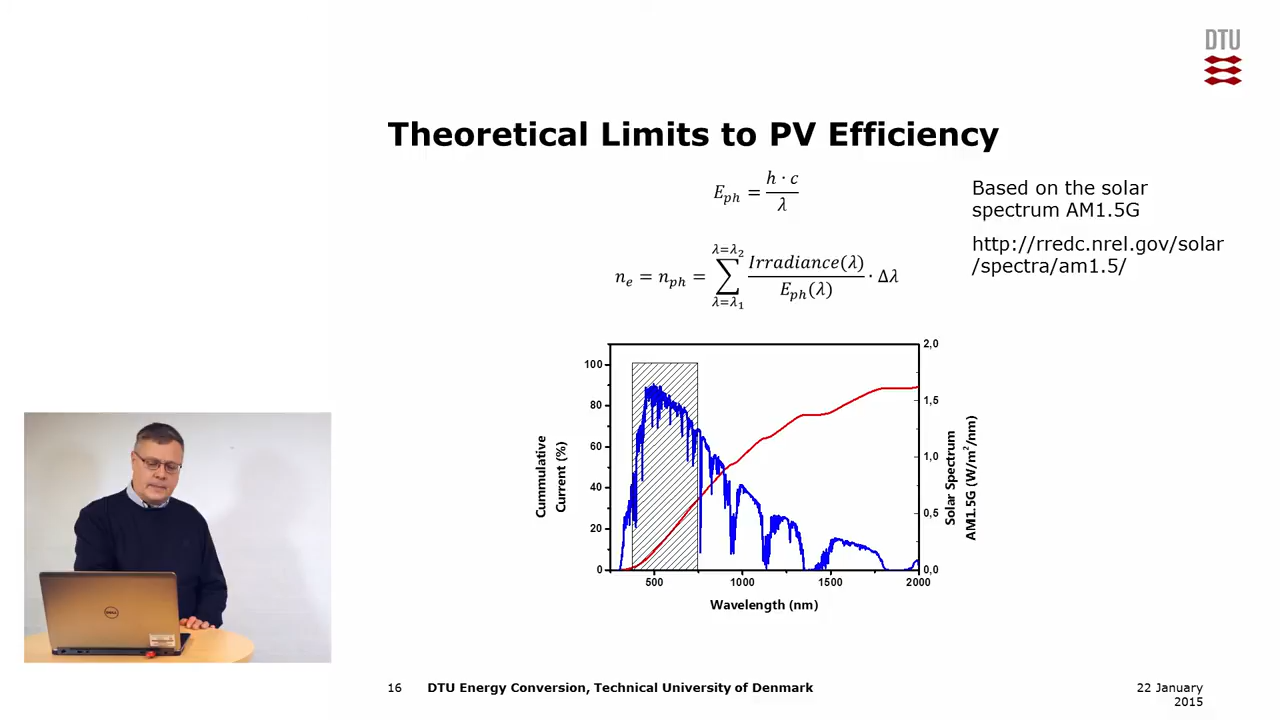 DTU
Theoretical Limits to PV Efficiency
E_ph = h · c / λ
n_e = n_ph = ∑_{λ=λ₁}^{λ=λ₂} Irradiance(λ) / E_ph(λ) · Δλ
Based on the solar
spectrum AM1.5G
http://rredc.nrel.gov/solar
/spectra/am1.5/
Cummulative
Current (%)
100
80
60
40
20
0
2,0
1,5
1,0
0,5
0,0
Solar Spectrum
AM1.5G (W/m²/nm)
500 1000 1500 2000
Wavelength (nm)
DELL
16 DTU Energy Conversion, Technical University of Denmark
22 January
2015